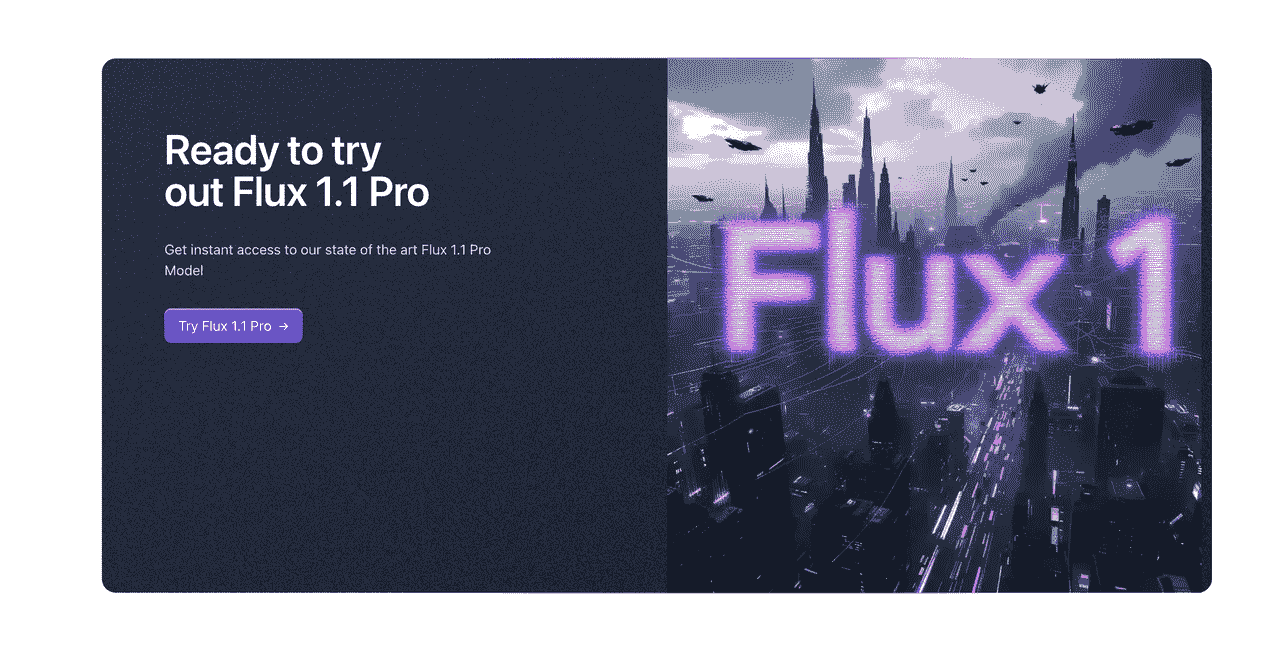 Ready to try
out Flux 1.1 Pro
Get instant access to our state of the art Flux 1.1 Pro
Model
Try Flux 1.1 Pro →
Flux 1